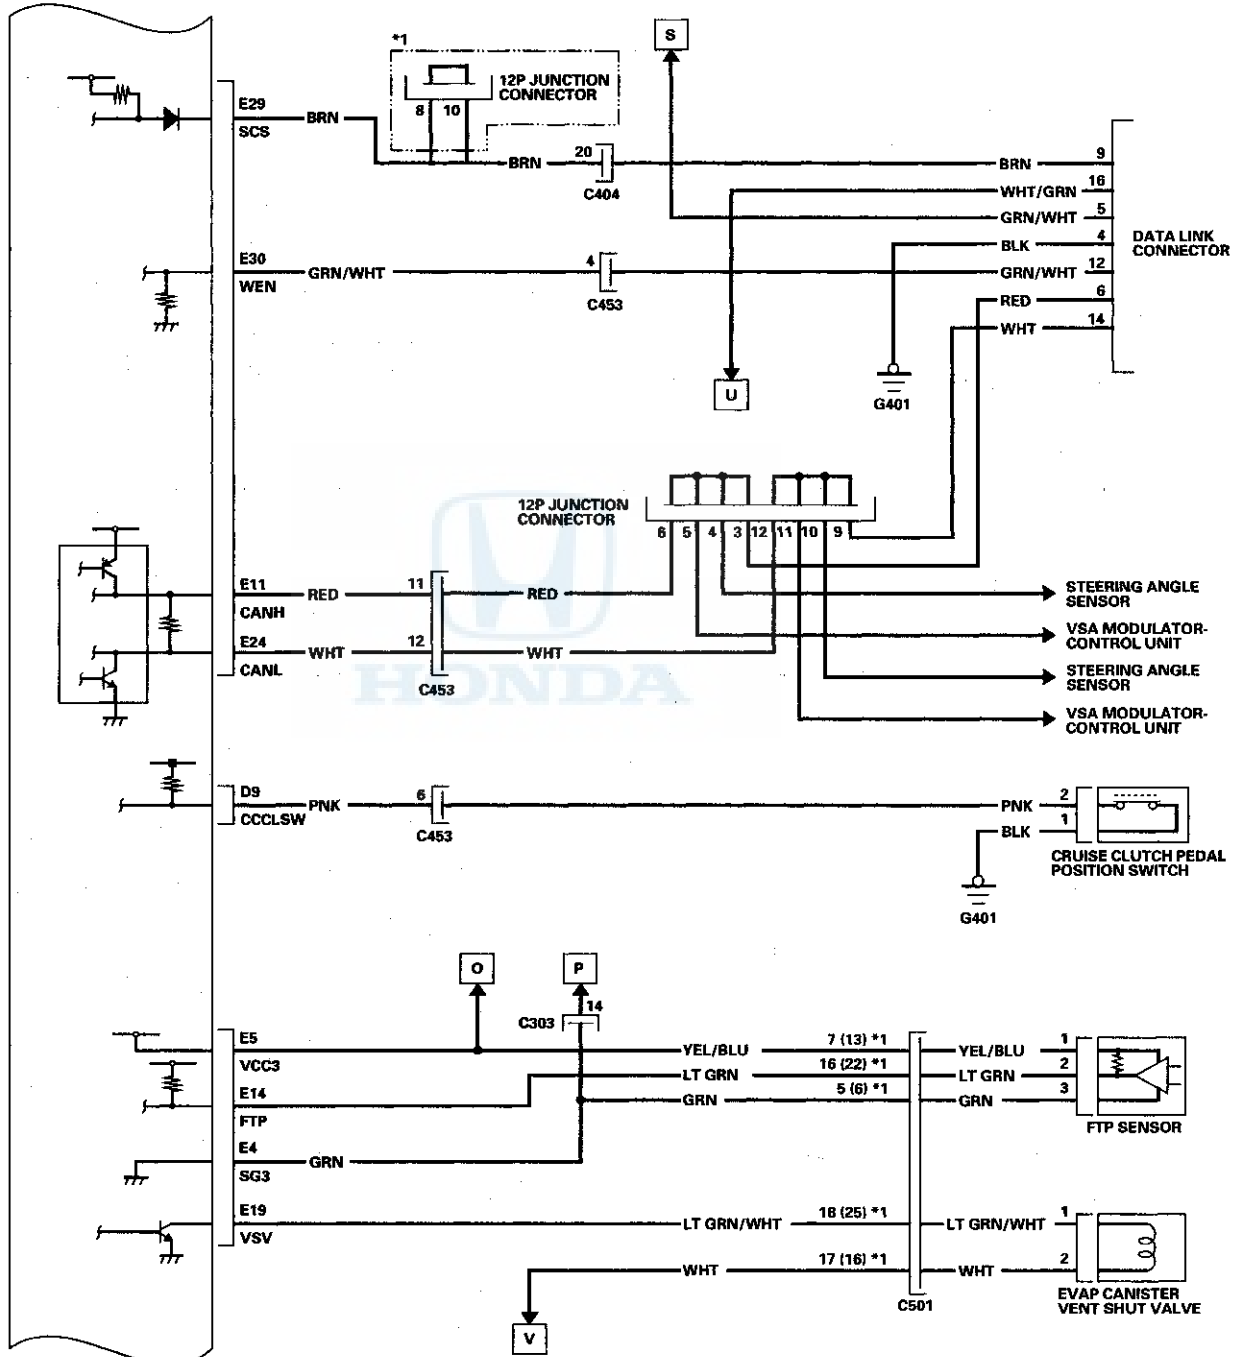 *1
S
12P JUNCTION
CONNECTOR
8 10
E29
SCS
BRN
BRN
20
C404
BRN
9
WHT/GRN
16
GRN/WHT
5
BLK
4
DATA LINK
CONNECTOR
E30
WEN
GRN/WHT
4
C453
GRN/WHT
12
RED
6
WHT
14
U
G401
12P JUNCTION
CONNECTOR
6 5 4 3 12 11 10 9
E11
CANH
RED
11
RED
STEERING ANGLE
SENSOR
VSA MODULATOR-
CONTROL UNIT
E24
CANL
WHT
12
WHT
C453
STEERING ANGLE
SENSOR
VSA MODULATOR-
CONTROL UNIT
HONDA
D9
CCCLSW
PNK
6
C453
PNK
2
BLK
1
CRUISE CLUTCH PEDAL
POSITION SWITCH
G401
O
P
14
C303
E5
VCC3
YEL/BLU
7 (13) *1
YEL/BLU
1
LT GRN
16 (22) *1
LT GRN
2
E14
FTP
GRN
5 (6) *1
GRN
3
FTP SENSOR
E4
SG3
GRN
E19
VSV
LT GRN/WHT
18 (25) *1
LT GRN/WHT
1
WHT
17 (16) *1
WHT
2
C501
EVAP CANISTER
VENT SHUT VALVE
V